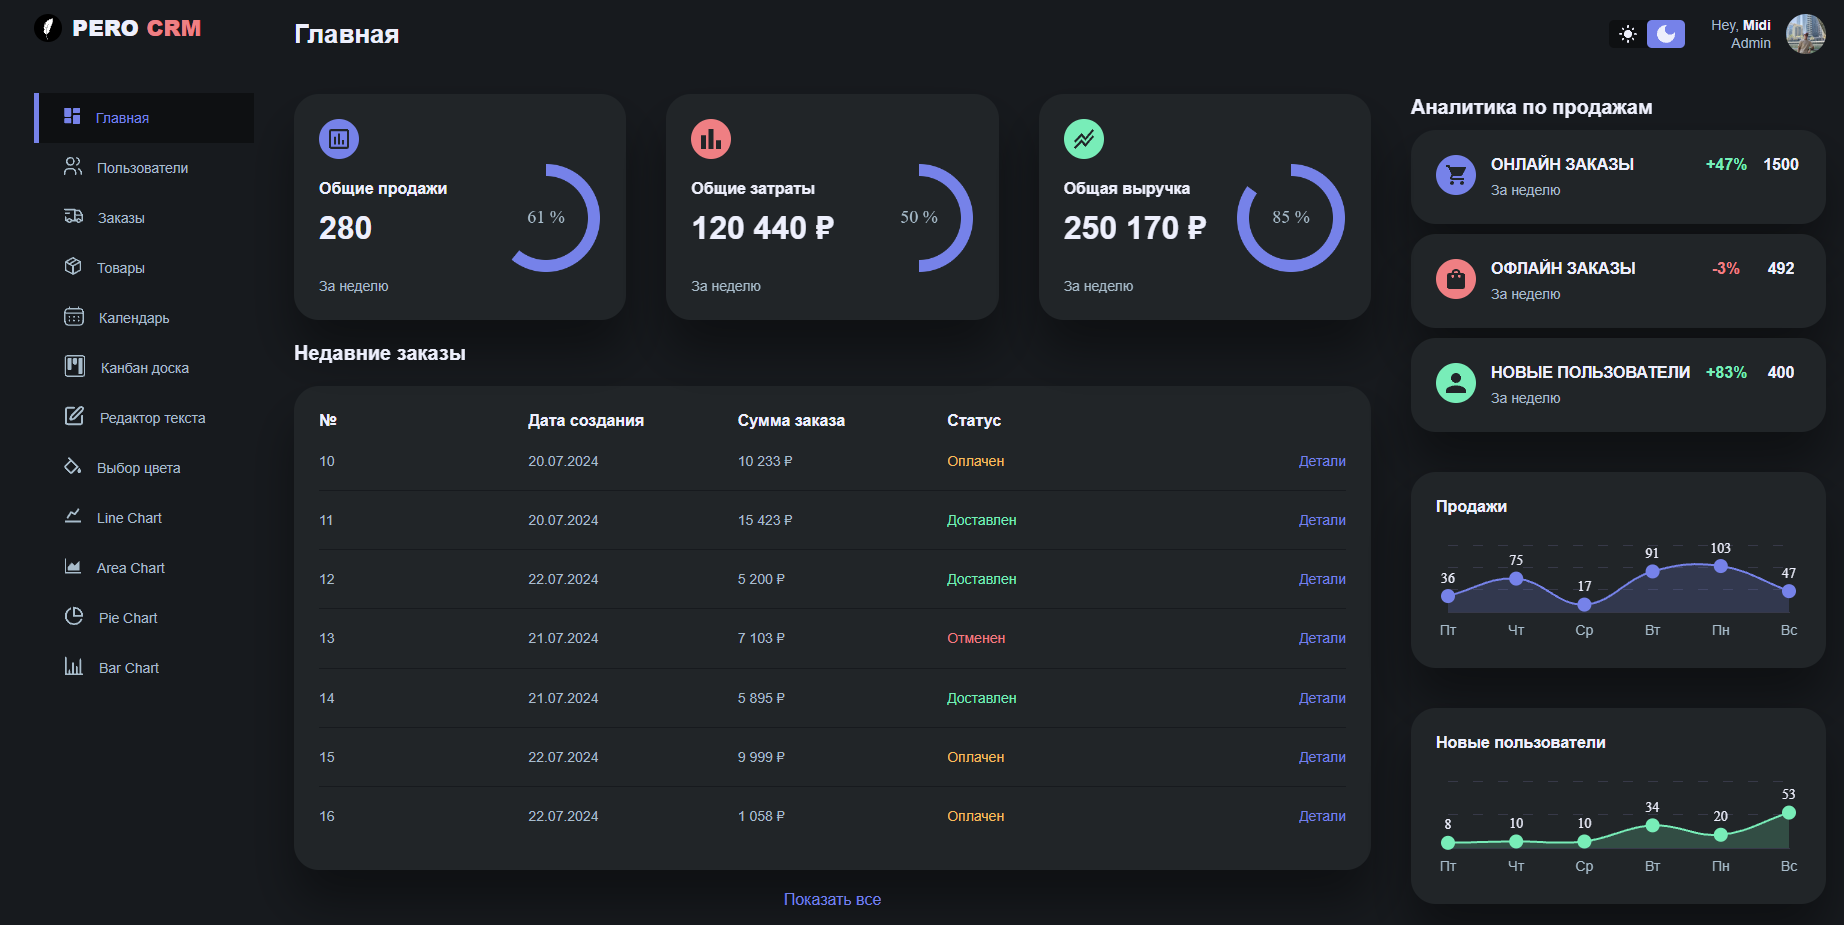 PERO CRM
Главная
Hey, Midi
Admin
Главная
Пользователи
Заказы
Товары
Календарь
Канбан доска
Редактор текста
Выбор цвета
Line Chart
Area Chart
Pie Chart
Bar Chart
Общие продажи
280
61 %
За неделю
Общие затраты
120 440 ₽
50 %
За неделю
Общая выручка
250 170 ₽
85 %
За неделю
Недавние заказы
№ Дата создания Сумма заказа Статус
10 20.07.2024 10 233 ₽ Оплачен Детали
11 20.07.2024 15 423 ₽ Доставлен Детали
12 22.07.2024 5 200 ₽ Доставлен Детали
13 21.07.2024 7 103 ₽ Отменен Детали
14 21.07.2024 5 895 ₽ Доставлен Детали
15 22.07.2024 9 999 ₽ Оплачен Детали
16 22.07.2024 1 058 ₽ Оплачен Детали
Показать все
Аналитика по продажам
ОНЛАЙН ЗАКАЗЫ +47% 1500
За неделю
ОФЛАЙН ЗАКАЗЫ -3% 492
За неделю
НОВЫЕ ПОЛЬЗОВАТЕЛИ +83% 400
За неделю
Продажи
36 75 17 91 103 47
Пт Чт Ср Вт Пн Вс
Новые пользователи
8 10 10 34 20 53
Пт Чт Ср Вт Пн Вс